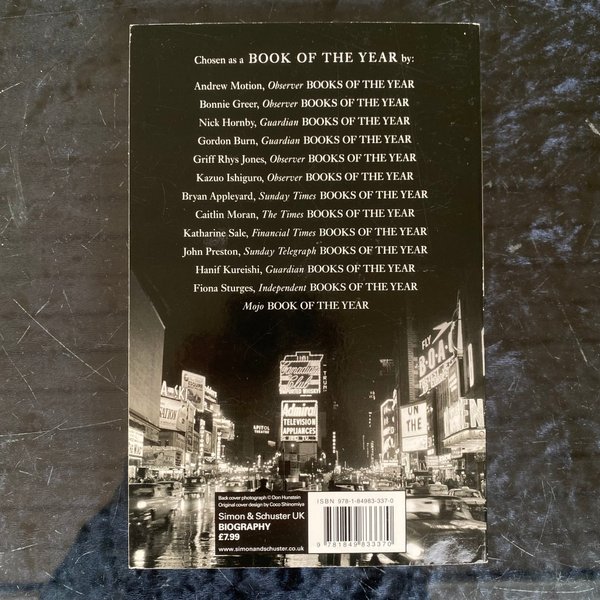 Chosen as a BOOK OF THE YEAR by:
Andrew Motion, Observer BOOKS OF THE YEAR
Bonnie Greer, Observer BOOKS OF THE YEAR
Nick Hornby, Guardian BOOKS OF THE YEAR
Gordon Burn, Guardian BOOKS OF THE YEAR
Griff Rhys Jones, Observer BOOKS OF THE YEAR
Kazuo Ishiguro, Observer BOOKS OF THE YEAR
Bryan Appleyard, Sunday Times BOOKS OF THE YEAR
Caitlin Moran, The Times BOOKS OF THE YEAR
Katharine Sale, Financial Times BOOKS OF THE YEAR
John Preston, Sunday Telegraph BOOKS OF THE YEAR
Hanif Kureishi, Guardian BOOKS OF THE YEAR
Fiona Sturges, Independent BOOKS OF THE YEAR
Mojo BOOK OF THE YEAR
FLY
BOAC
Canadian
Club
Admiral
TELEVISION
APPLIANCES
ON
THE
Back cover photograph © Don Hunstein
Original cover design by Coco Shinomiya
Simon & Schuster UK
BIOGRAPHY
£7.99
www.simonandschuster.co.uk
ISBN 978-1-84983-337-0
9 781849 833370